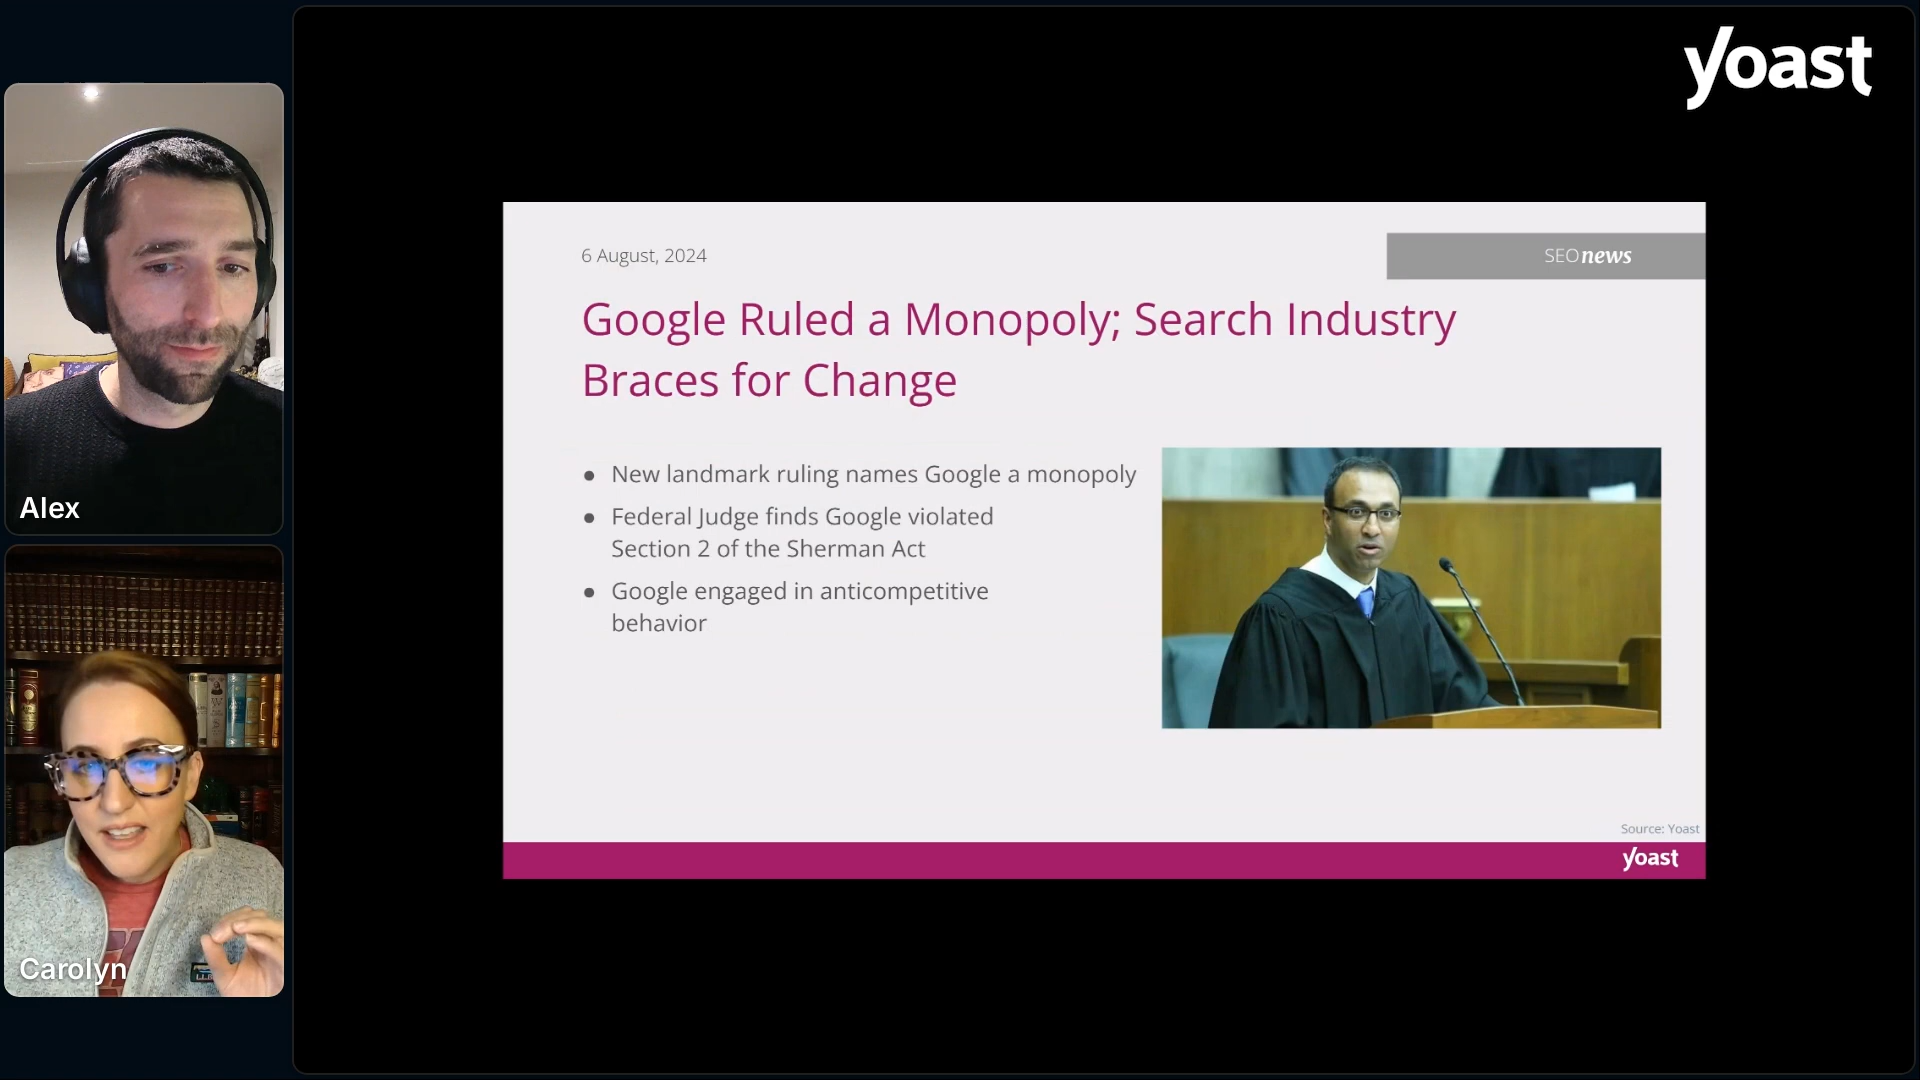 yoast
Alex
Carolyn
6 August, 2024
SEO news
Google Ruled a Monopoly; Search Industry
Braces for Change
● New landmark ruling names Google a monopoly
● Federal Judge finds Google violated
Section 2 of the Sherman Act
● Google engaged in anticompetitive
behavior
Source: Yoast
yoast